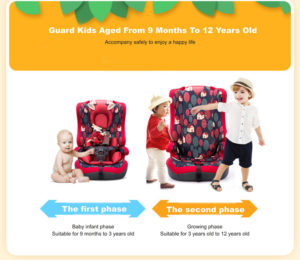 Guard Kids Aged From 9 Months To 12 Years Old
Accompany safely to enjoy a happy life
The first phase
The second phase
Baby infant phase
Suitable for 9 months to 3 years old
Growing phase
Suitable for 3 years old to 12 years old